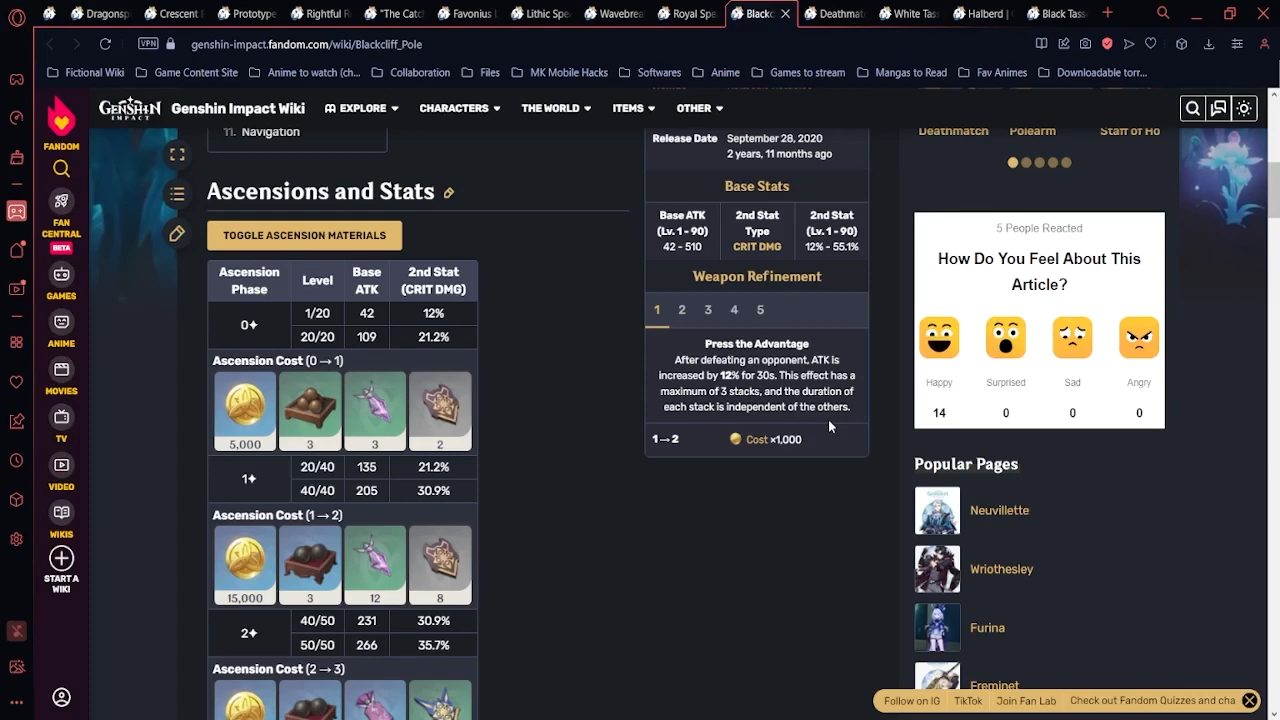 Dragonsp
Crescent
Prototype
Rightful R
"The Catc
Favonius
Lithic Spe
Wavebrea
Royal Spe
Blackc
Deathma
White Tas
Halberd |
Black Tass
VPN
genshin-impact.fandom.com/wiki/Blackcliff_Pole
Fictional Wiki
Game Content Site
Anime to watch (ch...
Collaboration
Files
MK Mobile Hacks
Softwares
Anime
Games to stream
Mangas to Read
Fav Animes
Downloadable torr...
GENSHIN
IMPACT
Genshin Impact Wiki
EXPLORE
CHARACTERS
THE WORLD
ITEMS
OTHER
FANDOM
FAN
CENTRAL
BETA
GAMES
ANIME
MOVIES
TV
VIDEO
WIKIS
START A
WIKI
11. Navigation
Ascensions and Stats
TOGGLE ASCENSION MATERIALS
Ascension Phase Level Base ATK 2nd Stat (CRIT DMG)
0✦ 1/20 42 12%
20/20 109 21.2%
Ascension Cost (0 → 1)
5,000 3 3 2
1✦ 20/40 135 21.2%
40/40 205 30.9%
Ascension Cost (1 → 2)
15,000 3 12 8
2✦ 40/50 231 30.9%
50/50 266 35.7%
Ascension Cost (2 → 3)
Release Date September 28, 2020
2 years, 11 months ago
Base Stats
Base ATK (Lv. 1 - 90) 42 - 510
2nd Stat Type CRIT DMG
2nd Stat (Lv. 1 - 90) 12% - 55.1%
Weapon Refinement
1 2 3 4 5
Press the Advantage
After defeating an opponent, ATK is
increased by 12% for 30s. This effect has a
maximum of 3 stacks, and the duration of
each stack is independent of the others.
1→2 Cost ×1,000
Deathmatch Polearm Staff of Ho
5 People Reacted
How Do You Feel About This
Article?
Happy Surprised Sad Angry
14 0 0 0
Popular Pages
Neuvillette
Wriothesley
Furina
Freminet
Follow on IG TikTok Join Fan Lab Check out Fandom Quizzes and cha